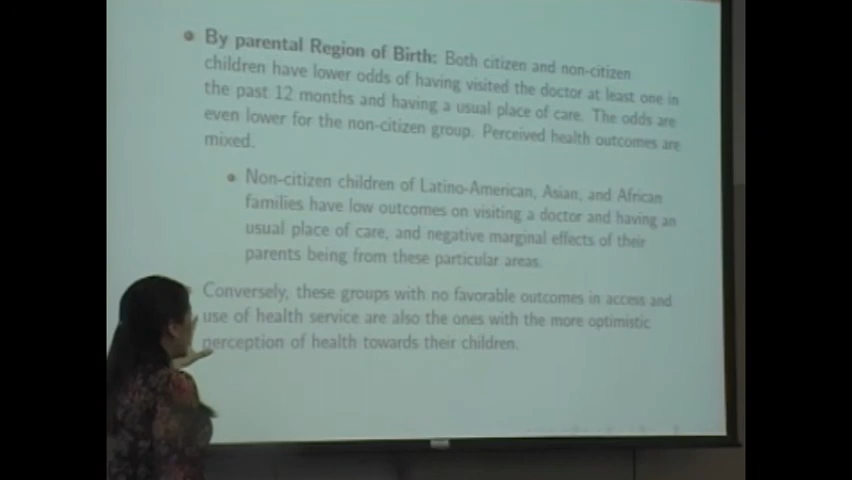 By parental Region of Birth: Both citizen and non-citizen
children have lower odds of having visited the doctor at least one in
the past 12 months and having a usual place of care. The odds are
even lower for the non-citizen group. Perceived health outcomes are
mixed.
Non-citizen children of Latino-American, Asian, and African
families have low outcomes on visiting a doctor and having an
usual place of care, and negative marginal effects of their
parents being from these particular areas.
Conversely, these groups with no favorable outcomes in access and
use of health service are also the ones with the more optimistic
perception of health towards their children.